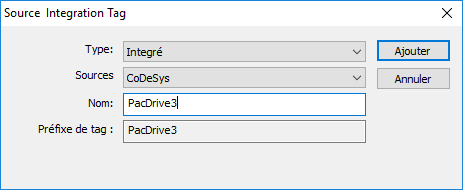 Source Integration Tag
Type: Integré Ajouter
Sources CoDeSys Annuler
Nom: PacDrive3
Préfixe de tag : PacDrive3